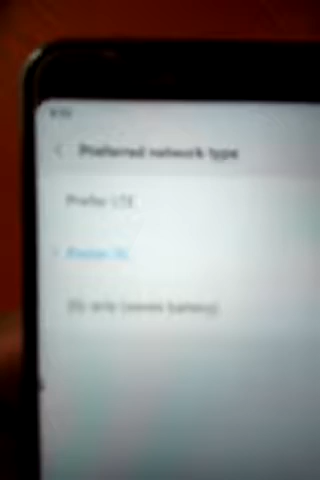 Preferred network type
Prefer LTE
Prefer 3G
2G only (saves battery)